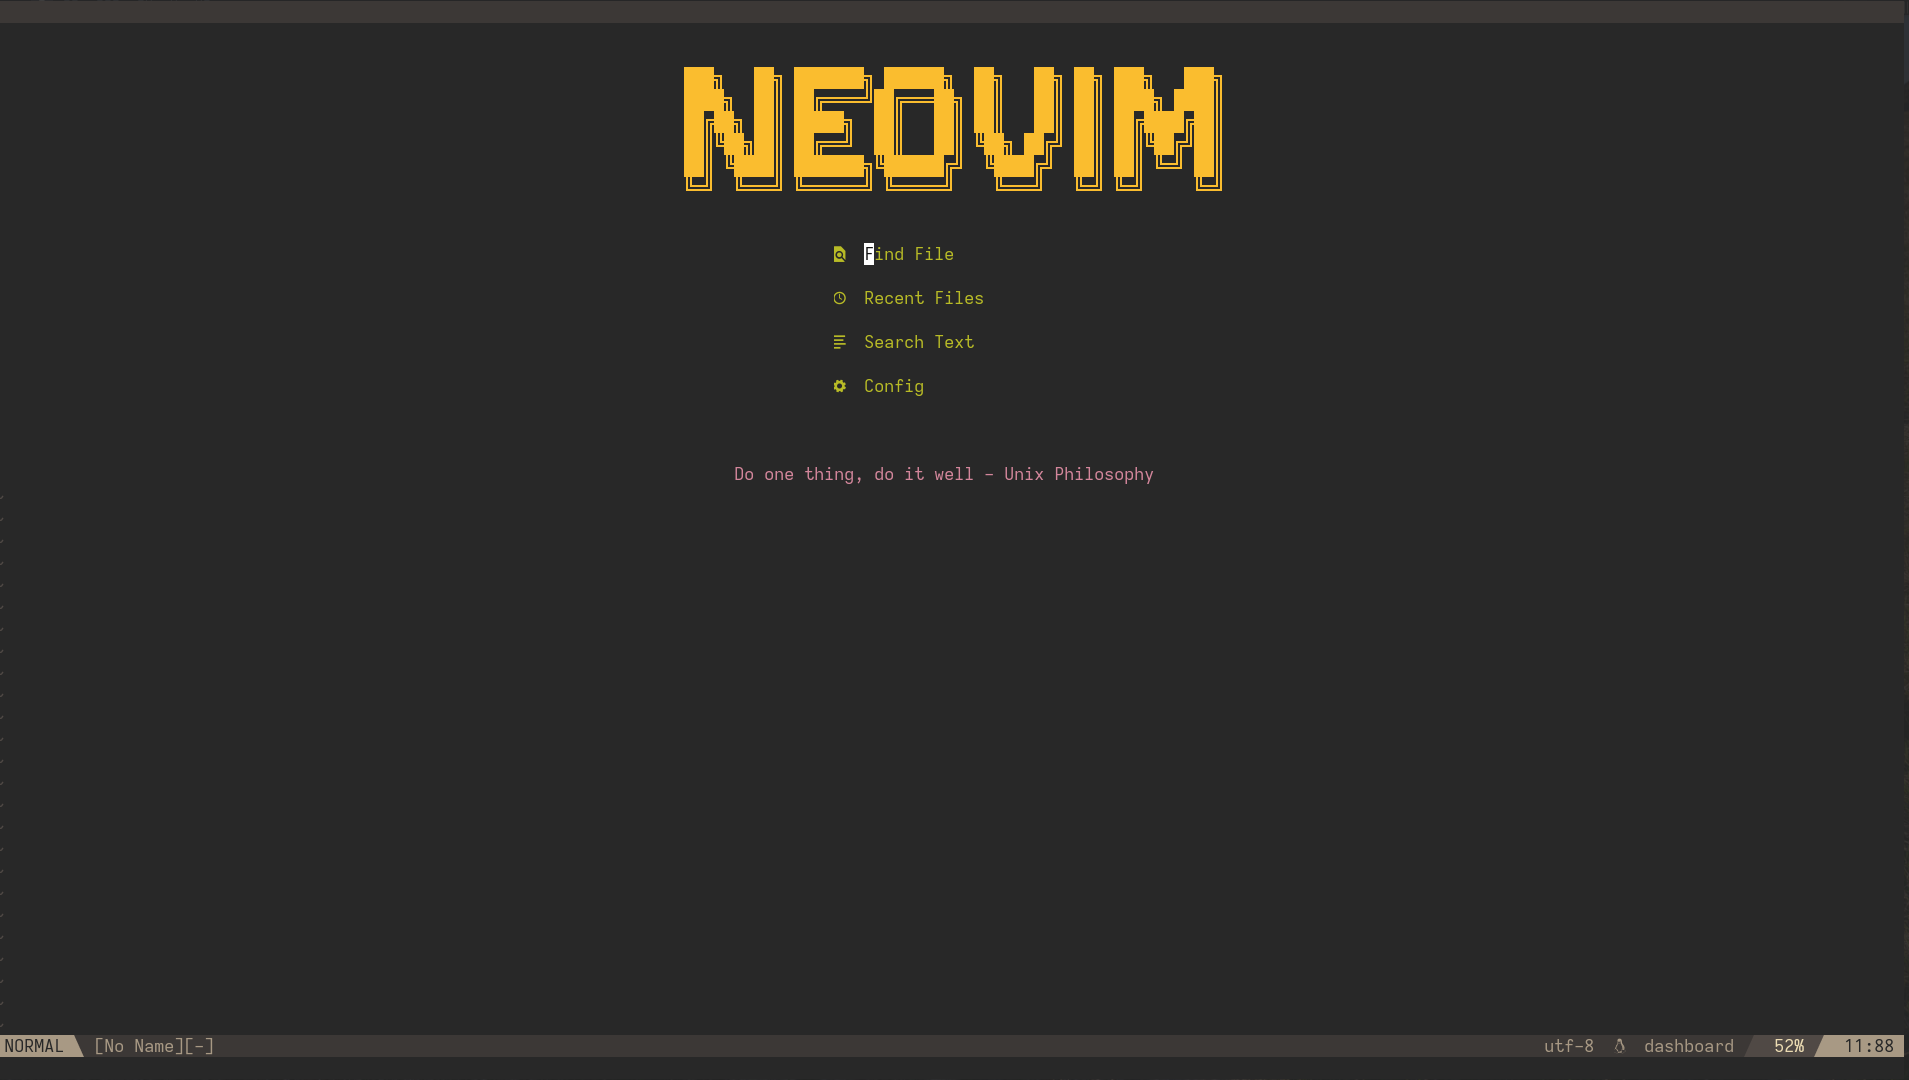 NEOVIM
Find File
Recent Files
Search Text
Config
Do one thing, do it well - Unix Philosophy
NORMAL [No Name][-] utf-8 dashboard 52% 11:88